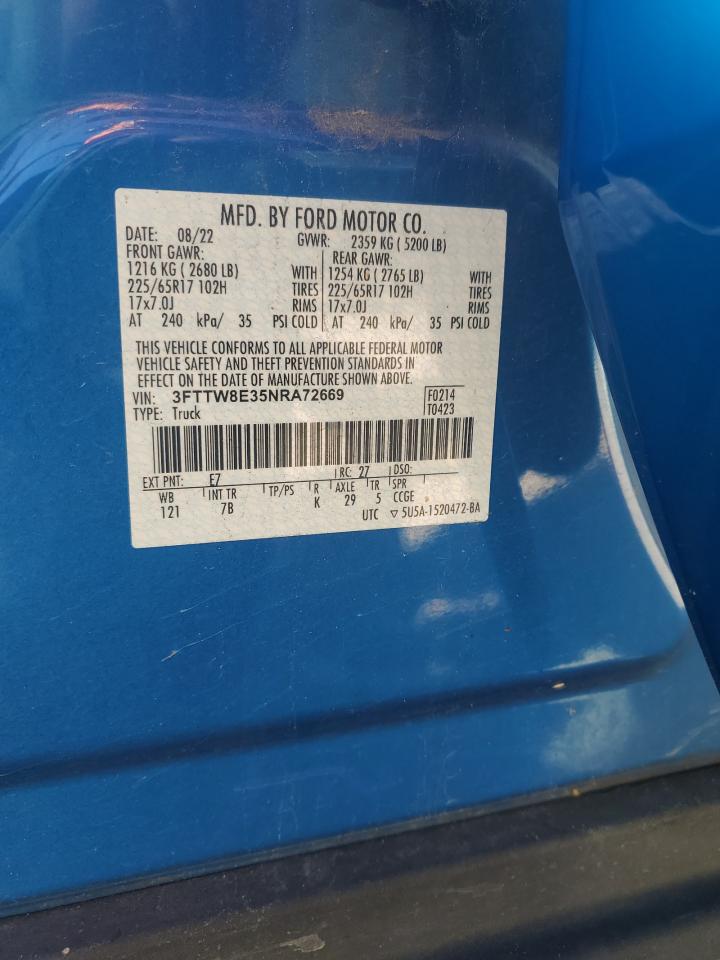 MFD. BY FORD MOTOR CO.
DATE: 08/22 GVWR: 2359 KG ( 5200 LB)
FRONT GAWR: REAR GAWR:
1216 KG ( 2680 LB) WITH 1254 KG ( 2765 LB) WITH
225/65R17 102H TIRES 225/65R17 102H TIRES
17x7.0J RIMS 17x7.0J RIMS
AT 240 kPa/ 35 PSI COLD AT 240 kPa/ 35 PSI COLD
THIS VEHICLE CONFORMS TO ALL APPLICABLE FEDERAL MOTOR
VEHICLE SAFETY AND THEFT PREVENTION STANDARDS IN
EFFECT ON THE DATE OF MANUFACTURE SHOWN ABOVE.
VIN: 3FTTW8E35NRA72669 F0214
TYPE: Truck T0423
EXT PNT: E7 RC: 27 DSO:
WB INT TR TP/PS R AXLE TR SPR
121 7B K 29 5 CCGE
UTC ▽ 5U5A-1520472-BA